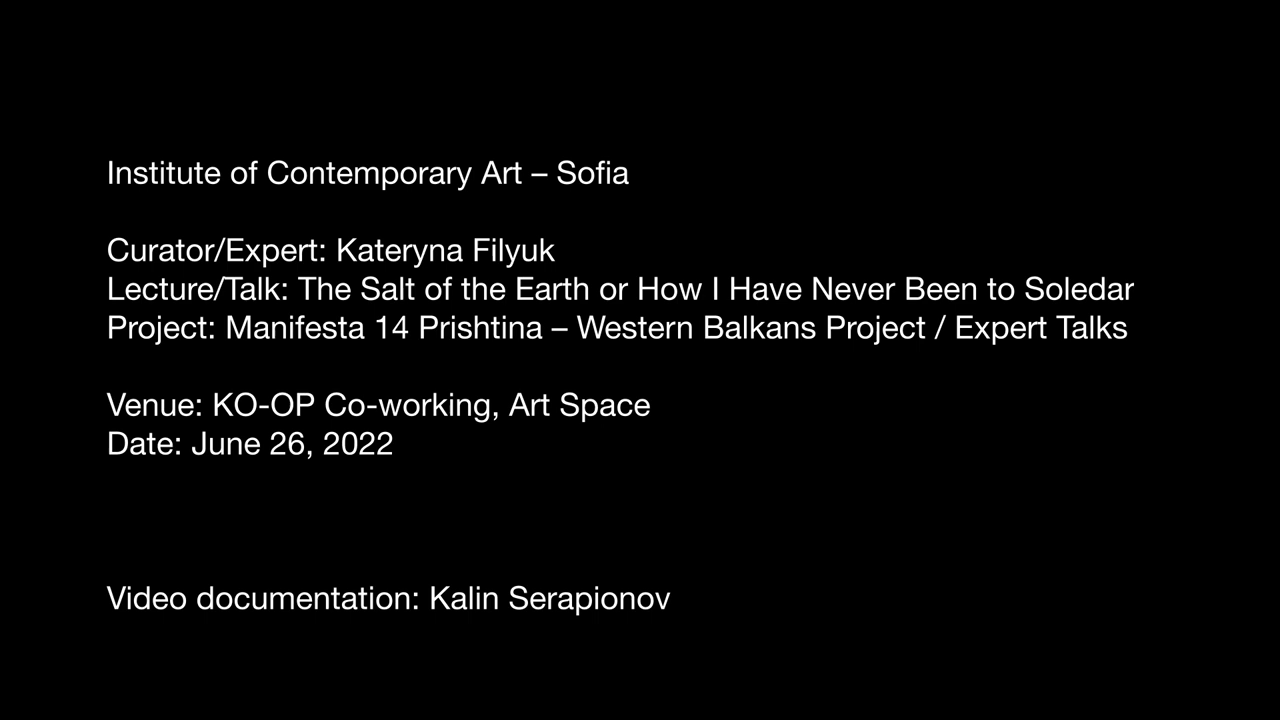 Institute of Contemporary Art – Sofia
Curator/Expert: Kateryna Filyuk
Lecture/Talk: The Salt of the Earth or How I Have Never Been to Soledar
Project: Manifesta 14 Prishtina – Western Balkans Project / Expert Talks
Venue: KO-OP Co-working, Art Space
Date: June 26, 2022
Video documentation: Kalin Serapionov